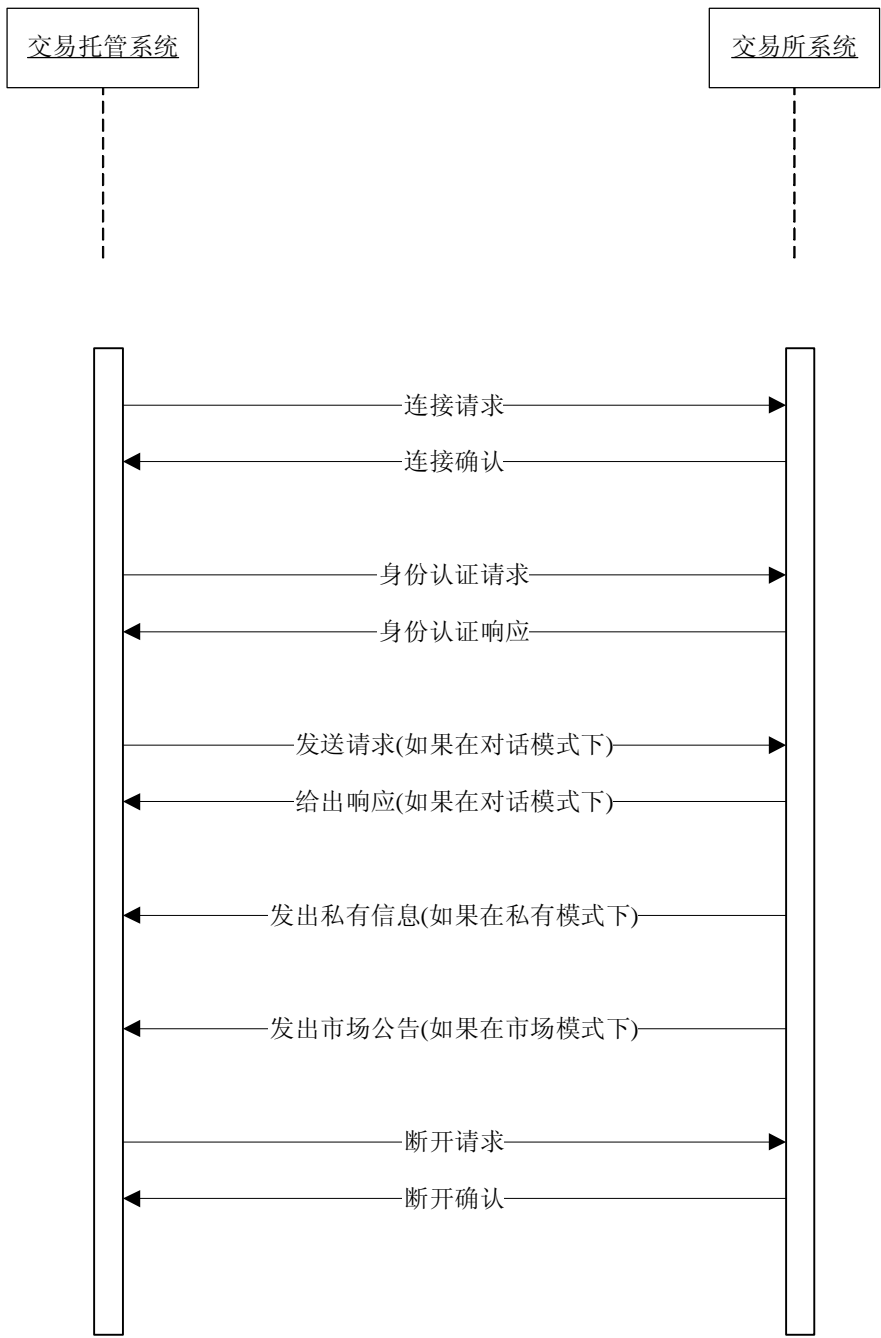 交易托管系统
交易所系统
连接请求
连接确认
身份认证请求
身份认证响应
发送请求(如果在对话模式下)
给出响应(如果在对话模式下)
发出私有信息(如果在私有模式下)
发出市场公告(如果在市场模式下)
断开请求
断开确认